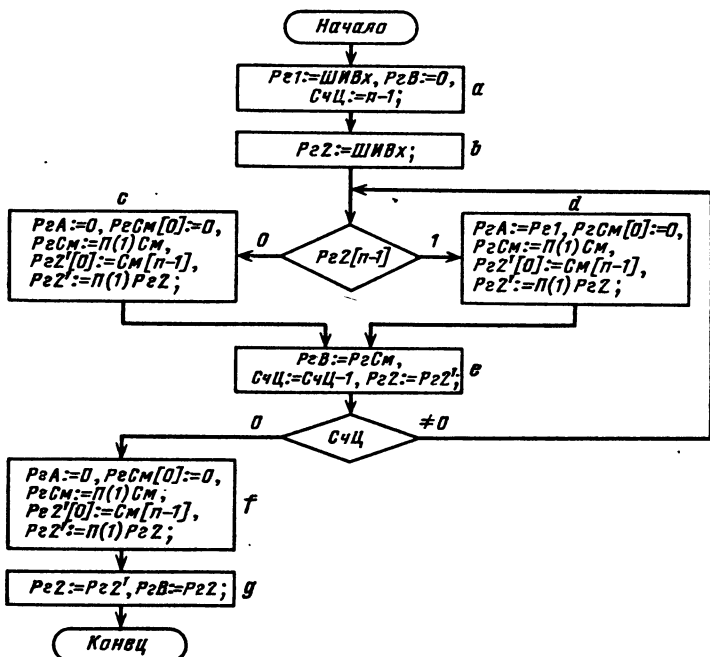 Начало
Рг1:=ШИВх, РгВ:=0,
СчЦ:=n-1;
a
Рг2:=ШИВх;
b
c
РгА:=0, РгСм[0]:=0,
РгСм:=П(1)См,
Рг2'[0]:=См[n-1],
Рг2':=П(1)Рг2;
0
Рг2[n-1]
1
d
РгА:=Рг1, РгСм[0]:=0,
РгСм:=П(1)См,
Рг2'[0]:=См[n-1],
Рг2':=П(1)Рг2;
РгВ:=РгСм,
СчЦ:=СчЦ-1, Рг2:=Рг2';
e
0
СчЦ
≠0
РгА:=0, РгСм[0]:=0,
РгСм:=П(1)См;
Рг2'[0]:=См[n-1],
Рг2':=П(1)Рг2;
f
Рг2:=Рг2', РгВ:=Рг2;
g
Конец